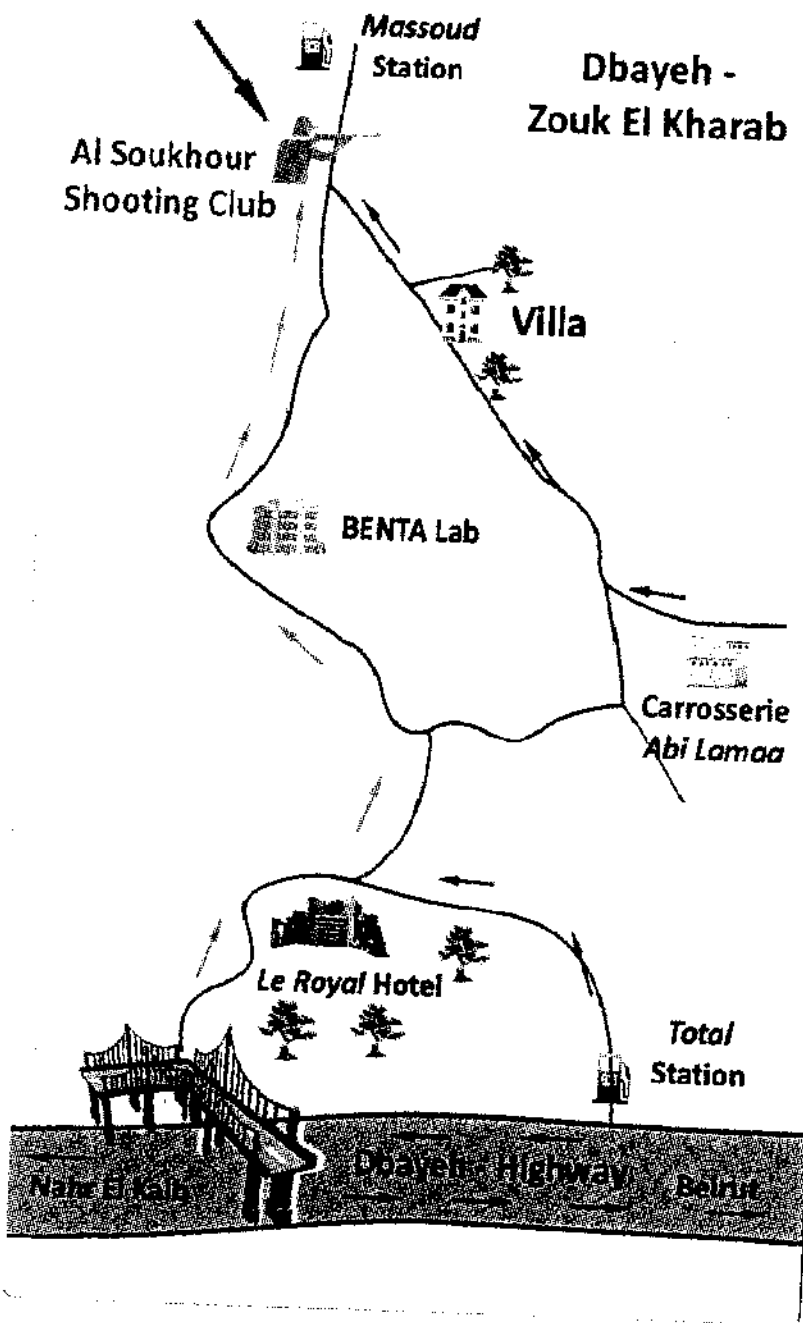 Massoud
Station
Dbayeh -
Zouk El Kharab
Al Soukhour
Shooting Club
Villa
BENTA Lab
Carrosserie
Abi Lamaa
Le Royal Hotel
Total
Station
Nahr El Kalb
Dbayeh - Highway
Beirut